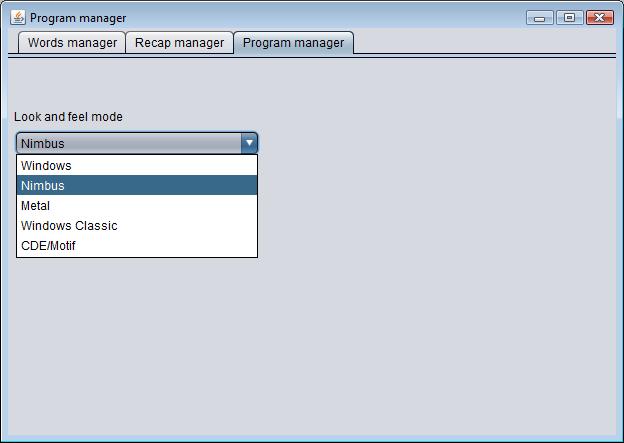 Program manager
Words manager Recap manager Program manager
Look and feel mode
Nimbus
Windows
Nimbus
Metal
Windows Classic
CDE/Motif